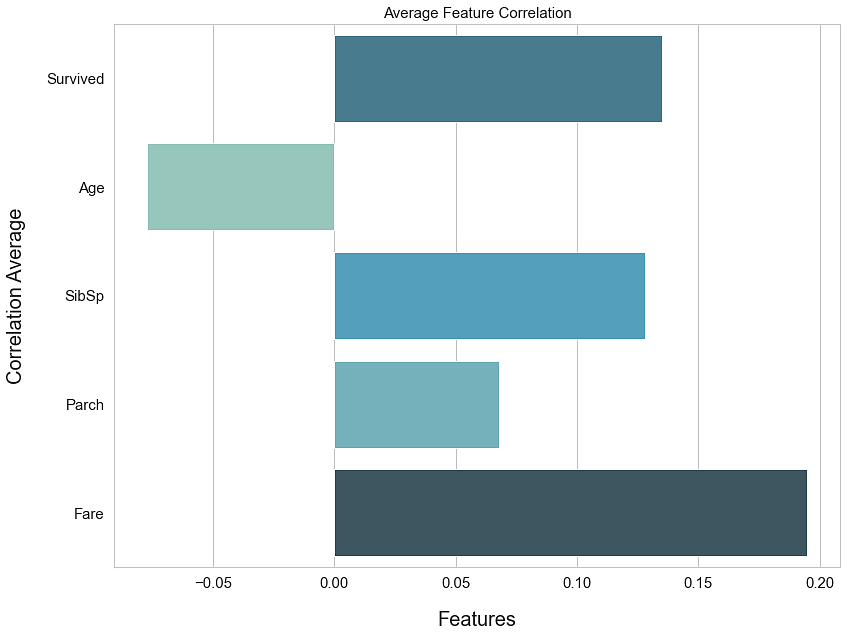 Average Feature Correlation
Correlation Average
Survived
Age
SibSp
Parch
Fare
−0.05 0.00 0.05 0.10 0.15 0.20
Features